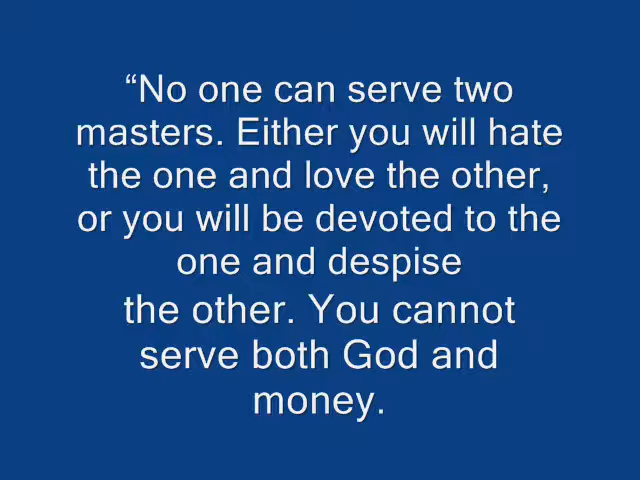 “No one can serve two
masters. Either you will hate
the one and love the other,
or you will be devoted to the
one and despise
the other. You cannot
serve both God and
money.